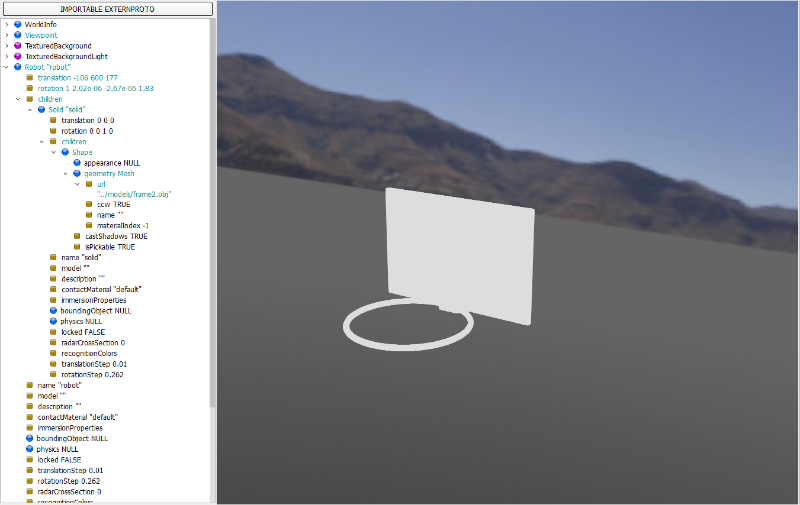 IMPORTABLE EXTERNPROTO
WorldInfo
Viewpoint
TexturedBackground
TexturedBackgroundLight
Robot "robot"
translation -106 600 177
rotation 1 2.02e-06 -2.67e-06 1.83
children
Solid "solid"
translation 0 0 0
rotation 0 0 1 0
children
Shape
appearance NULL
geometry Mesh
url
"../models/frame2.obj"
ccw TRUE
name ""
materialIndex -1
castShadows TRUE
isPickable TRUE
name "solid"
model ""
description ""
contactMaterial "default"
immersionProperties
boundingObject NULL
physics NULL
locked FALSE
radarCrossSection 0
recognitionColors
translationStep 0.01
rotationStep 0.262
name "robot"
model ""
description ""
contactMaterial "default"
immersionProperties
boundingObject NULL
physics NULL
locked FALSE
translationStep 0.01
rotationStep 0.262
radarCrossSection 0
recognitionColors